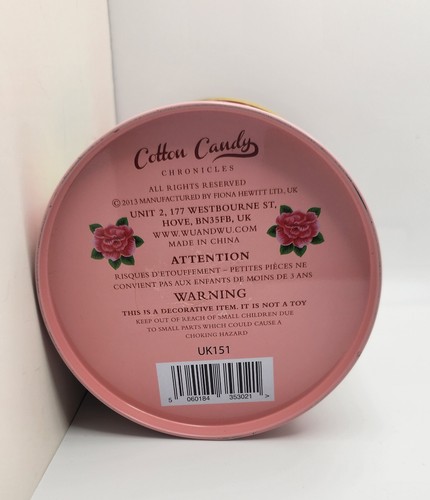 Cotton Candy
CHRONICLES
ALL RIGHTS RESERVED
©2013 MANUFACTURED BY FIONA HEWITT LTD, UK
UNIT 2, 177 WESTBOURNE ST,
HOVE, BN35FB, UK
WWW.WUANDWU.COM
MADE IN CHINA
ATTENTION
RISQUES D'ETOUFFEMENT – PETITES PIÈCES NE
CONVIENT PAS AUX ENFANTS DE MOINS DE 3 ANS
WARNING
THIS IS A DECORATIVE ITEM. IT IS NOT A TOY
KEEP OUT OF REACH OF SMALL CHILDREN DUE
TO SMALL PARTS WHICH COULD CAUSE A
CHOKING HAZARD
UK151
5 060184 353021 >